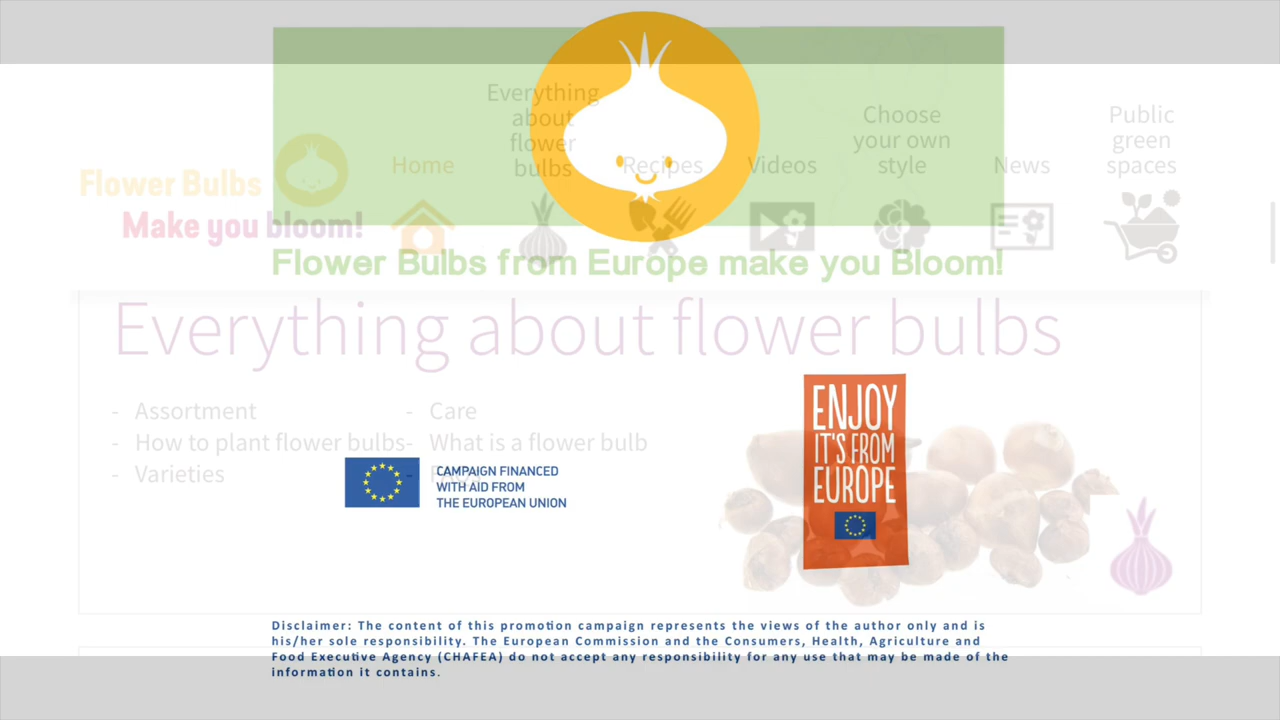 Everything
about
flower
bulbs
Choose
your own
style
Public
green
spaces
Home
Recipes
Videos
News
Flower Bulbs
Make you bloom!
Flower Bulbs from Europe make you Bloom!
Everything about flower bulbs
- Assortment
- How to plant flower bulbs
- Varieties
- Care
- What is a flower bulb
ENJOY
IT'S FROM
EUROPE
CAMPAIGN FINANCED
WITH AID FROM
THE EUROPEAN UNION
Disclaimer: The content of this promotion campaign represents the views of the author only and is
his/her sole responsibility. The European Commission and the Consumers, Health, Agriculture and
Food Executive Agency (CHAFEA) do not accept any responsibility for any use that may be made of the
information it contains.